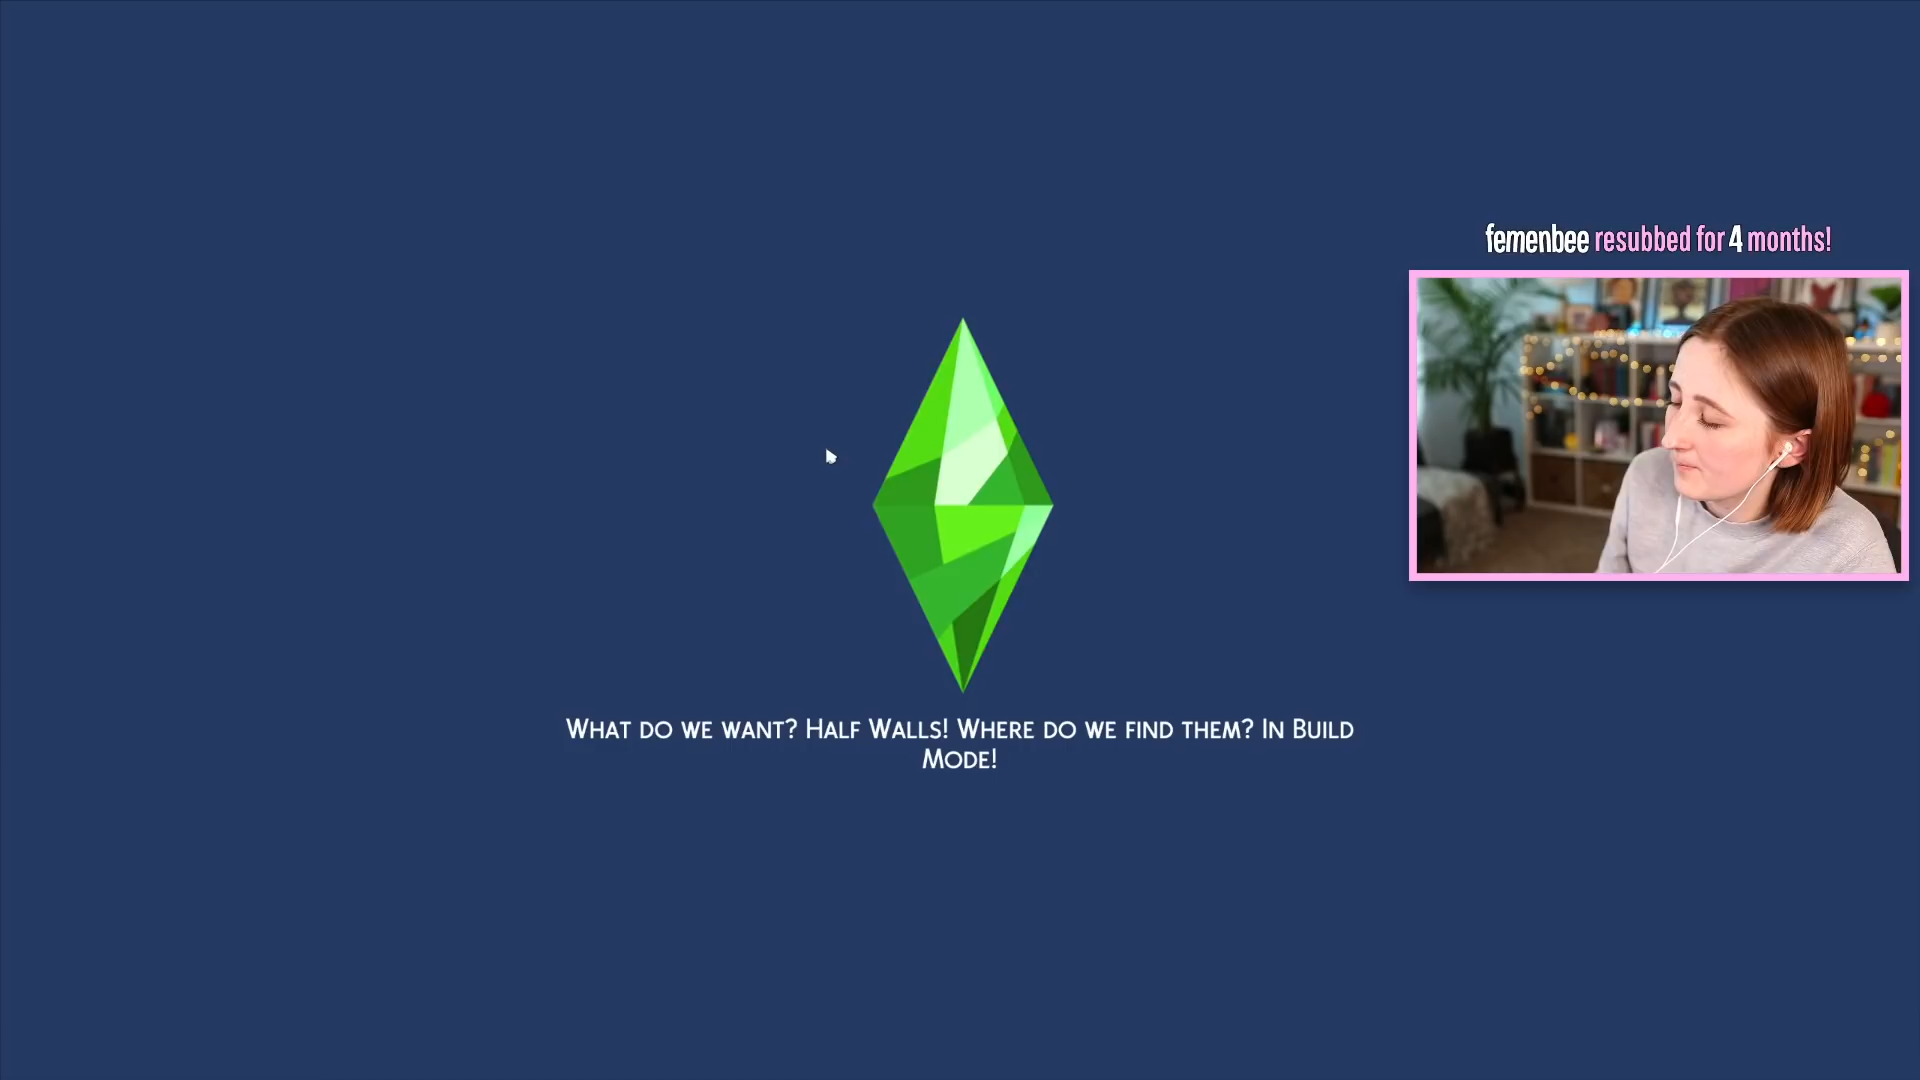 femenbee resubbed for 4 months!
What do we want? Half Walls! Where do we find them? In Build
Mode!